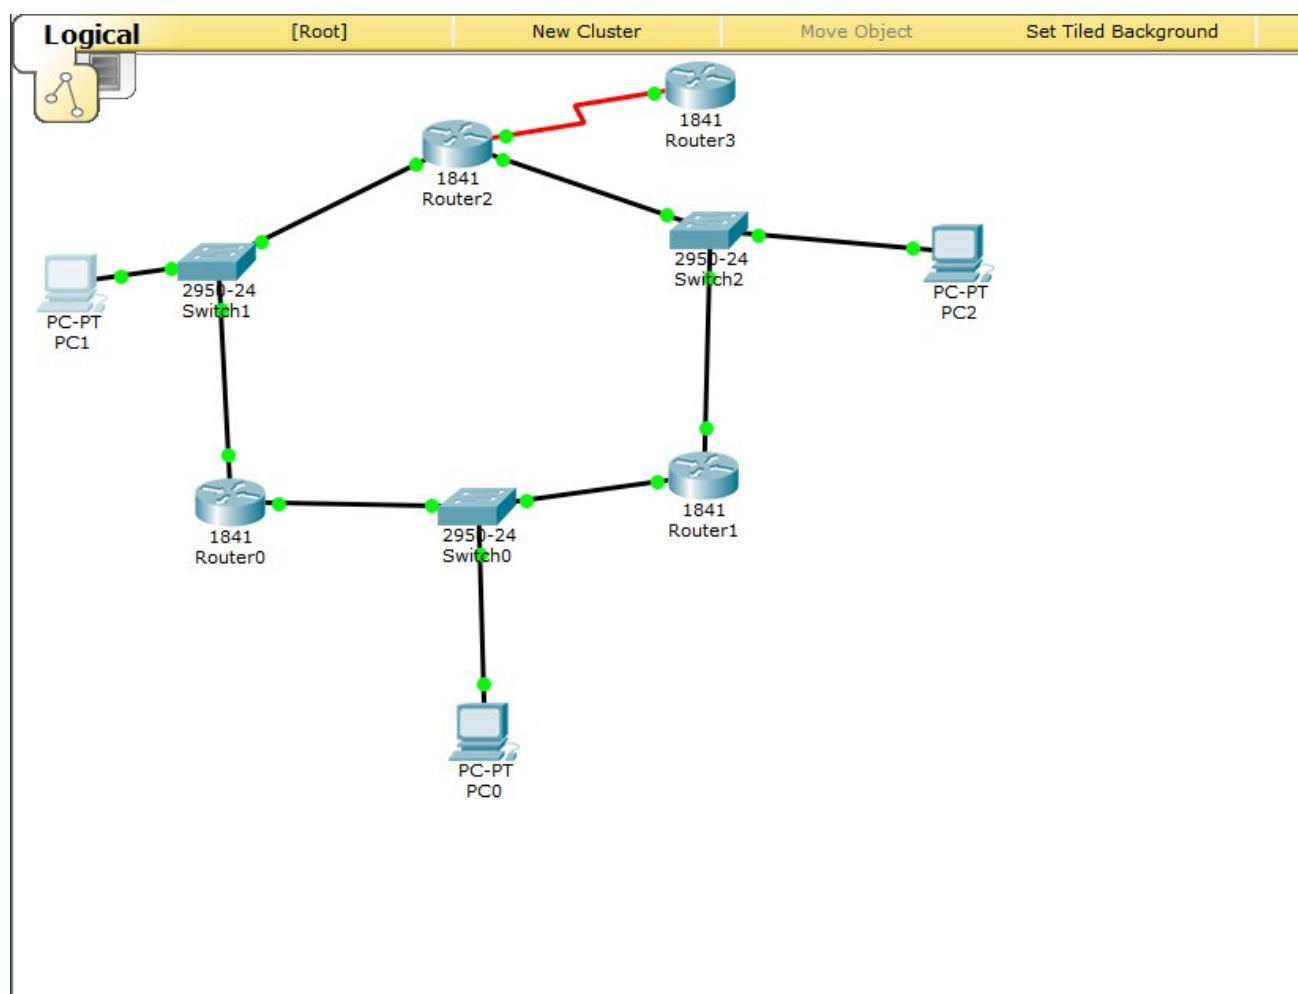 Logical
[Root]
New Cluster
Move Object
Set Tiled Background
1841
Router3
1841
Router2
2950-24
Switch2
2950-24
Switch1
PC-PT
PC2
PC-PT
PC1
1841
Router1
1841
Router0
2950-24
Switch0
PC-PT
PC0